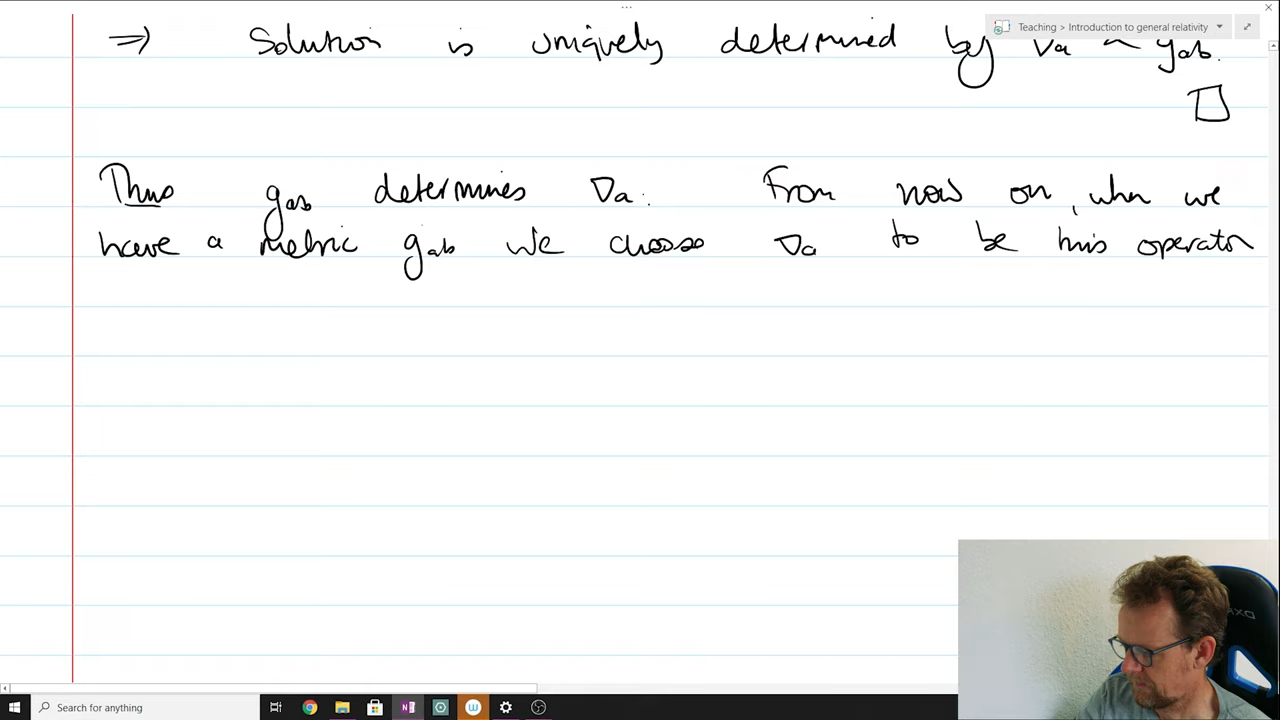 Teaching > Introduction to general relativity
⇒ Solution is uniquely determined by ∇a ~ gab.
□
Thus gab determines ∇a. From now on, when we
have a metric gab we choose ∇a to be this operator
DXR
Search for anything